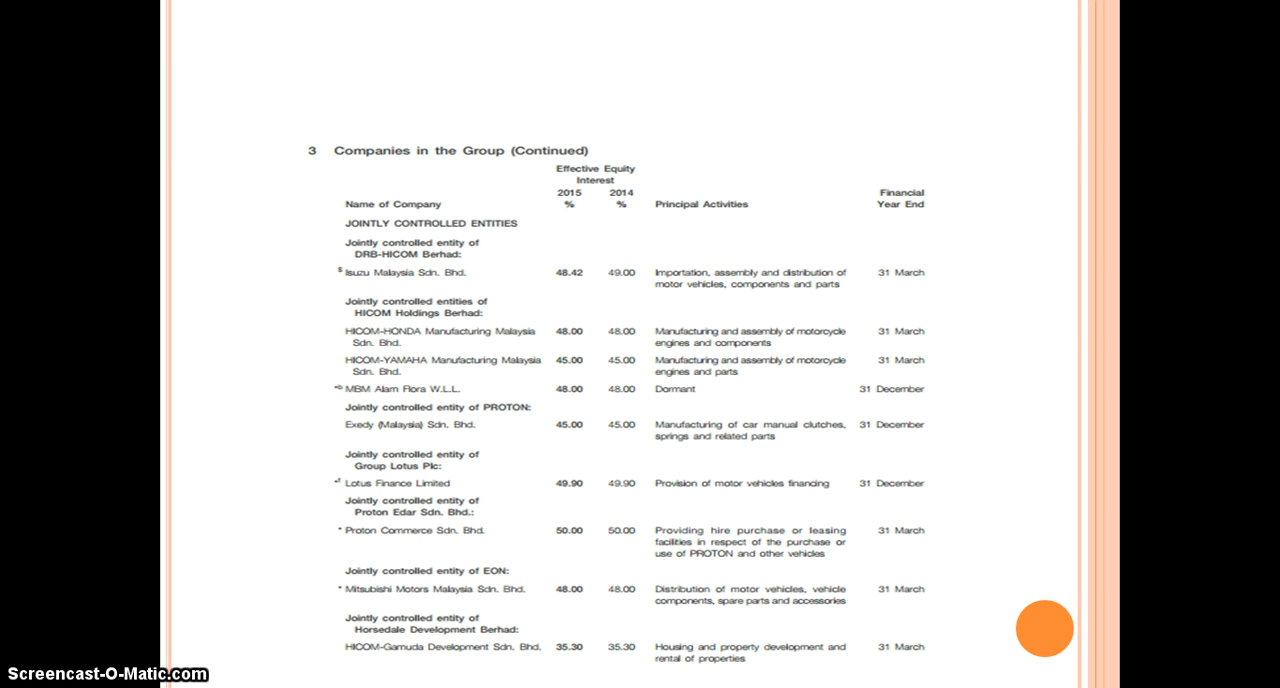 3 Companies in the Group (Continued)
Effective Equity
Interest
2015 2014 Financial
Name of Company % % Principal Activities Year End
JOINTLY CONTROLLED ENTITIES
Jointly controlled entity of
DRB-HICOM Berhad:
$ Isuzu Malaysia Sdn. Bhd. 48.42 49.00 Importation, assembly and distribution of 31 March
motor vehicles, components and parts
Jointly controlled entities of
HICOM Holdings Berhad:
HICOM-HONDA Manufacturing Malaysia 48.00 48.00 Manufacturing and assembly of motorcycle 31 March
Sdn. Bhd. engines and components
HICOM-YAMAHA Manufacturing Malaysia 45.00 45.00 Manufacturing and assembly of motorcycle 31 March
Sdn. Bhd. engines and parts
MBM Alam Flora W.L.L. 48.00 48.00 Dormant 31 December
Jointly controlled entity of PROTON:
Exedy (Malaysia) Sdn. Bhd. 45.00 45.00 Manufacturing of car manual clutches, 31 December
springs and related parts
Jointly controlled entity of
Group Lotus Plc:
Lotus Finance Limited 49.90 49.90 Provision of motor vehicles financing 31 December
Jointly controlled entity of
Proton Edar Sdn. Bhd.:
* Proton Commerce Sdn. Bhd. 50.00 50.00 Providing hire purchase or leasing 31 March
facilities in respect of the purchase or
use of PROTON and other vehicles
Jointly controlled entity of EON:
* Mitsubishi Motors Malaysia Sdn. Bhd. 48.00 48.00 Distribution of motor vehicles, vehicle 31 March
components, spare parts and accessories
Jointly controlled entity of
Horsedale Development Berhad:
HICOM-Gamuda Development Sdn. Bhd. 35.30 35.30 Housing and property development and 31 March
rental of properties
Screencast-O-Matic.com